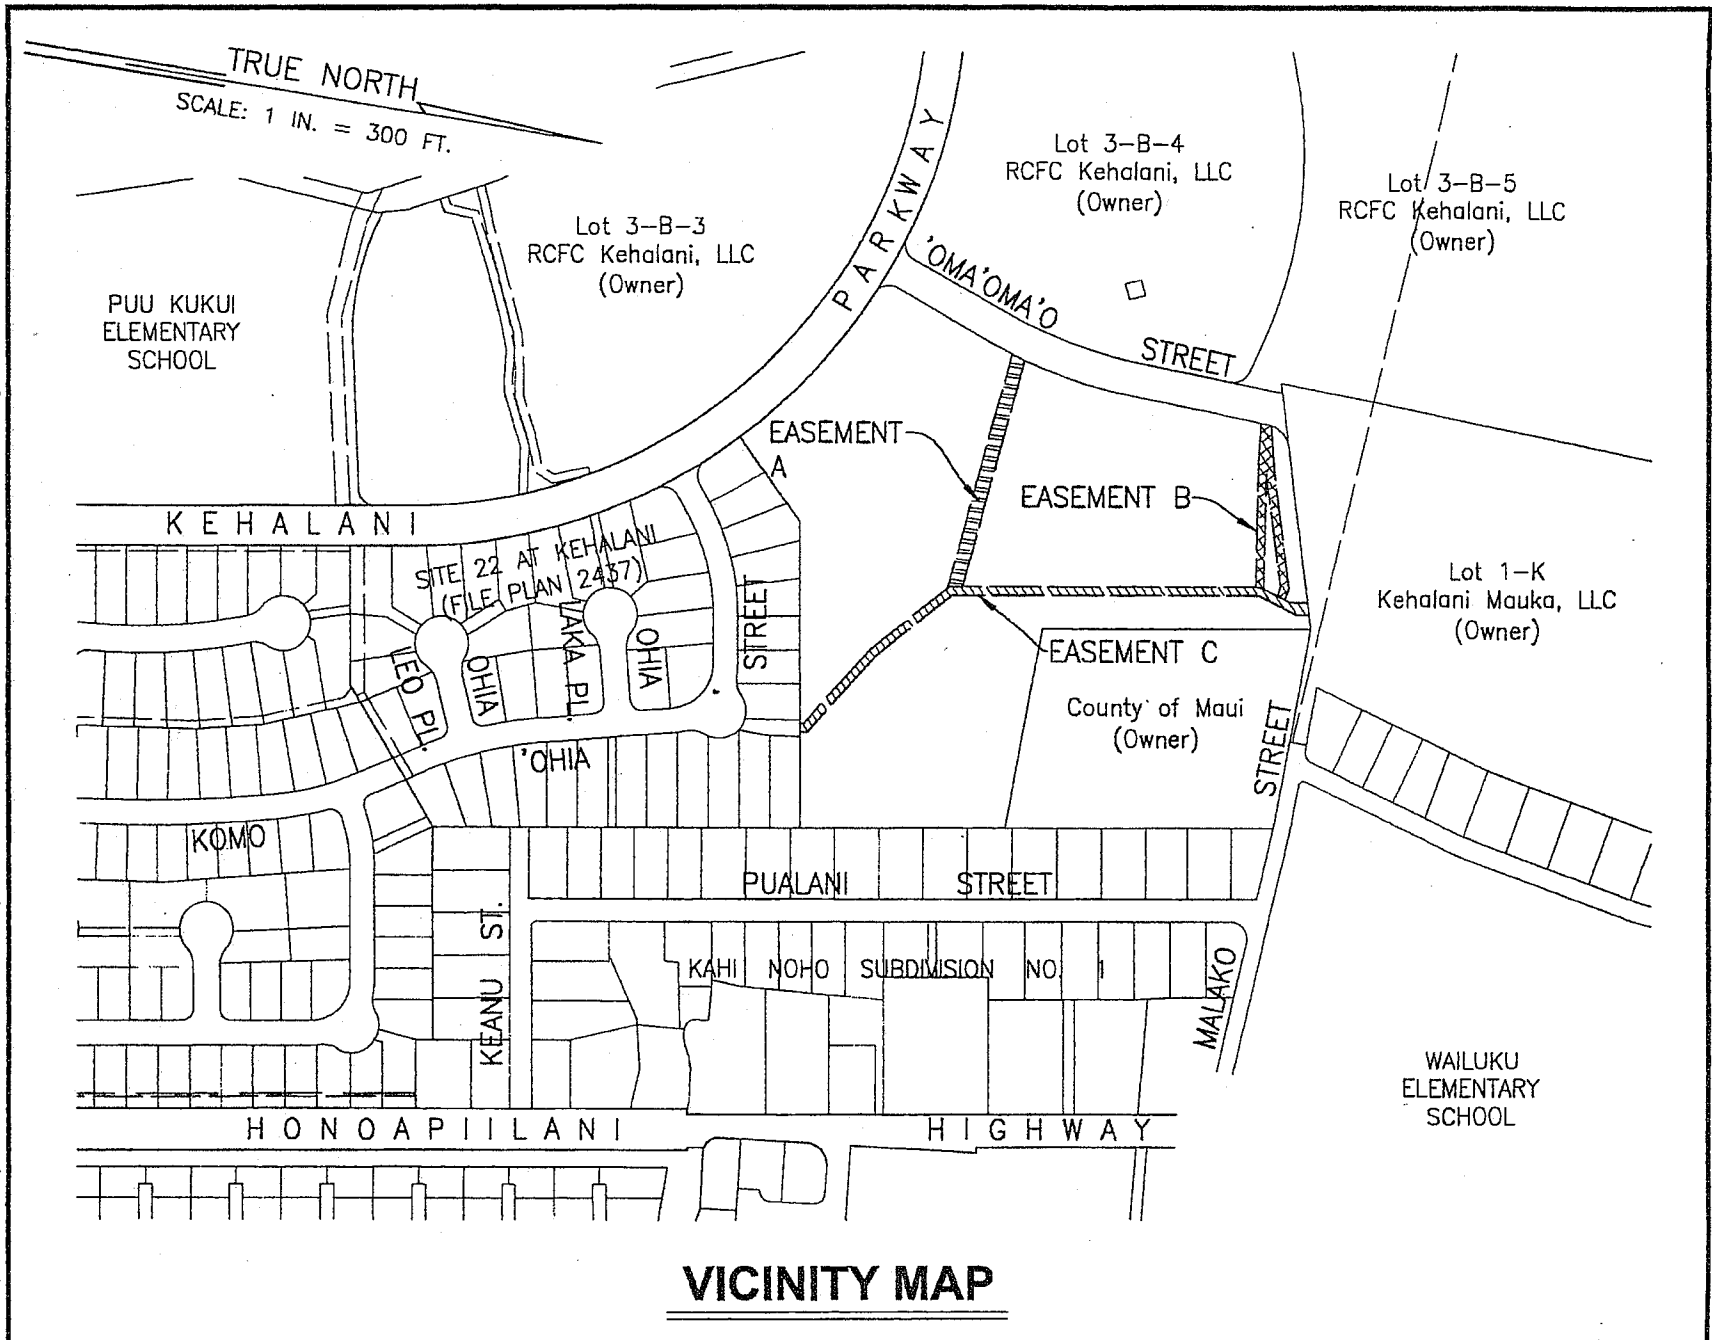 TRUE NORTH
SCALE: 1 IN. = 300 FT.
PARKWAY
Lot 3-B-4
RCFC Kehalani, LLC
(Owner)
Lot 3-B-5
RCFC Kehalani, LLC
(Owner)
Lot 3-B-3
RCFC Kehalani, LLC
(Owner)
'OMA'OMA'O
STREET
PUU KUKUI
ELEMENTARY
SCHOOL
EASEMENT
A
EASEMENT B
KEHALANI
SITE 22 AT KEHALANI
(FILE PLAN 2437)
Lot 1-K
Kehalani Mauka, LLC
(Owner)
STREET
LAKA PL.
OHIA
LEO PL.
OHIA
EASEMENT C
County of Maui
(Owner)
STREET
'OHIA
KOMO
PUALANI STREET
KEANU ST.
KAHI NOHO SUBDIVISION NO. 1
MALAKO
WAILUKU
ELEMENTARY
SCHOOL
HONOAPIILANI HIGHWAY
VICINITY MAP